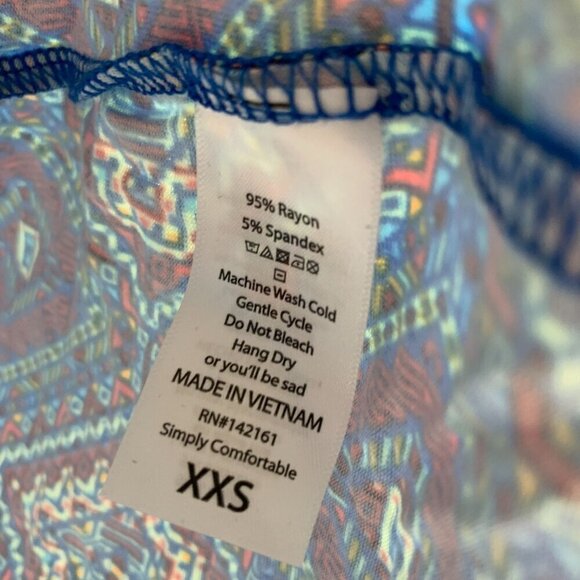 95% Rayon
5% Spandex
Machine Wash Cold
Gentle Cycle
Do Not Bleach
Hang Dry
or you'll be sad
MADE IN VIETNAM
RN#142161
Simply Comfortable
XXS